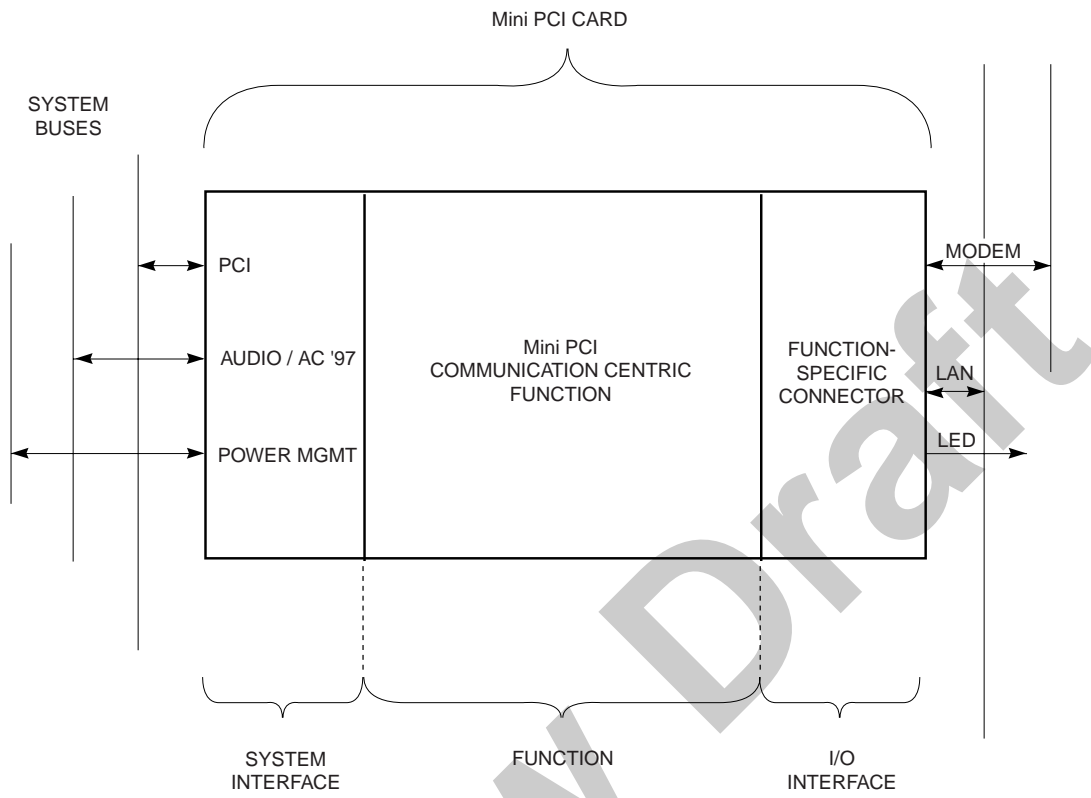 Mini PCI CARD
SYSTEM
BUSES
PCI
AUDIO / AC '97
POWER MGMT
Mini PCI
COMMUNICATION CENTRIC
FUNCTION
FUNCTION-
SPECIFIC
CONNECTOR
MODEM
LAN
LED
SYSTEM
INTERFACE
FUNCTION
I/O
INTERFACE
w Draft